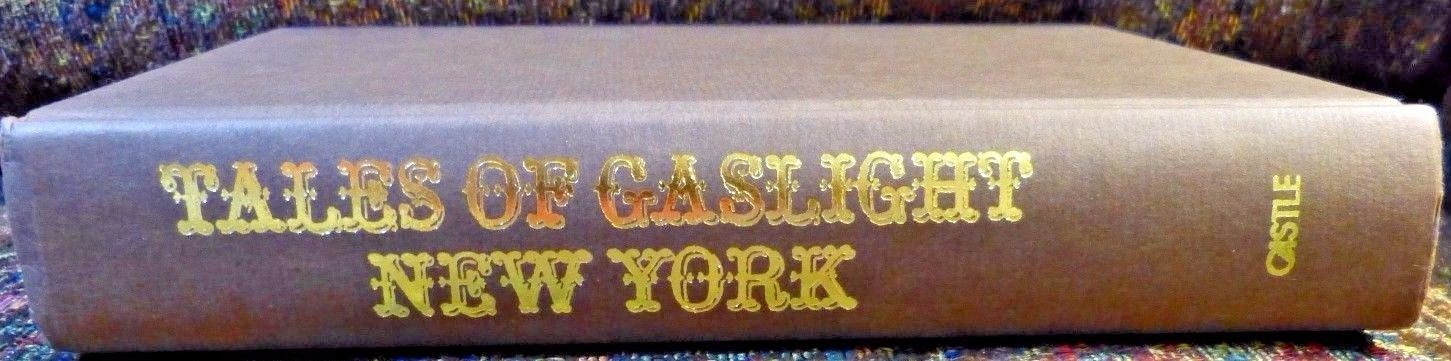 TALES OF GASLIGHT
NEW YORK
CASTLE